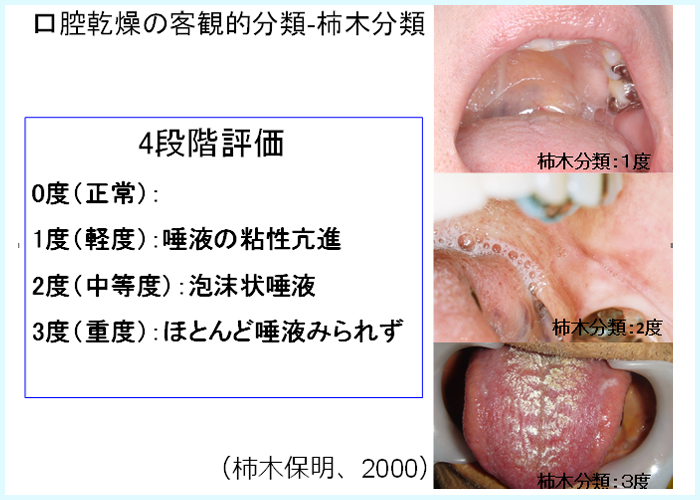 口腔乾燥の客観的分類-柿木分類
4段階評価
0度（正常）：
1度（軽度）：唾液の粘性亢進
2度（中等度）：泡沫状唾液
3度（重度）：ほとんど唾液みられず
（柿木保明、2000）
柿木分類：１度
柿木分類：2度
柿木分類：３度